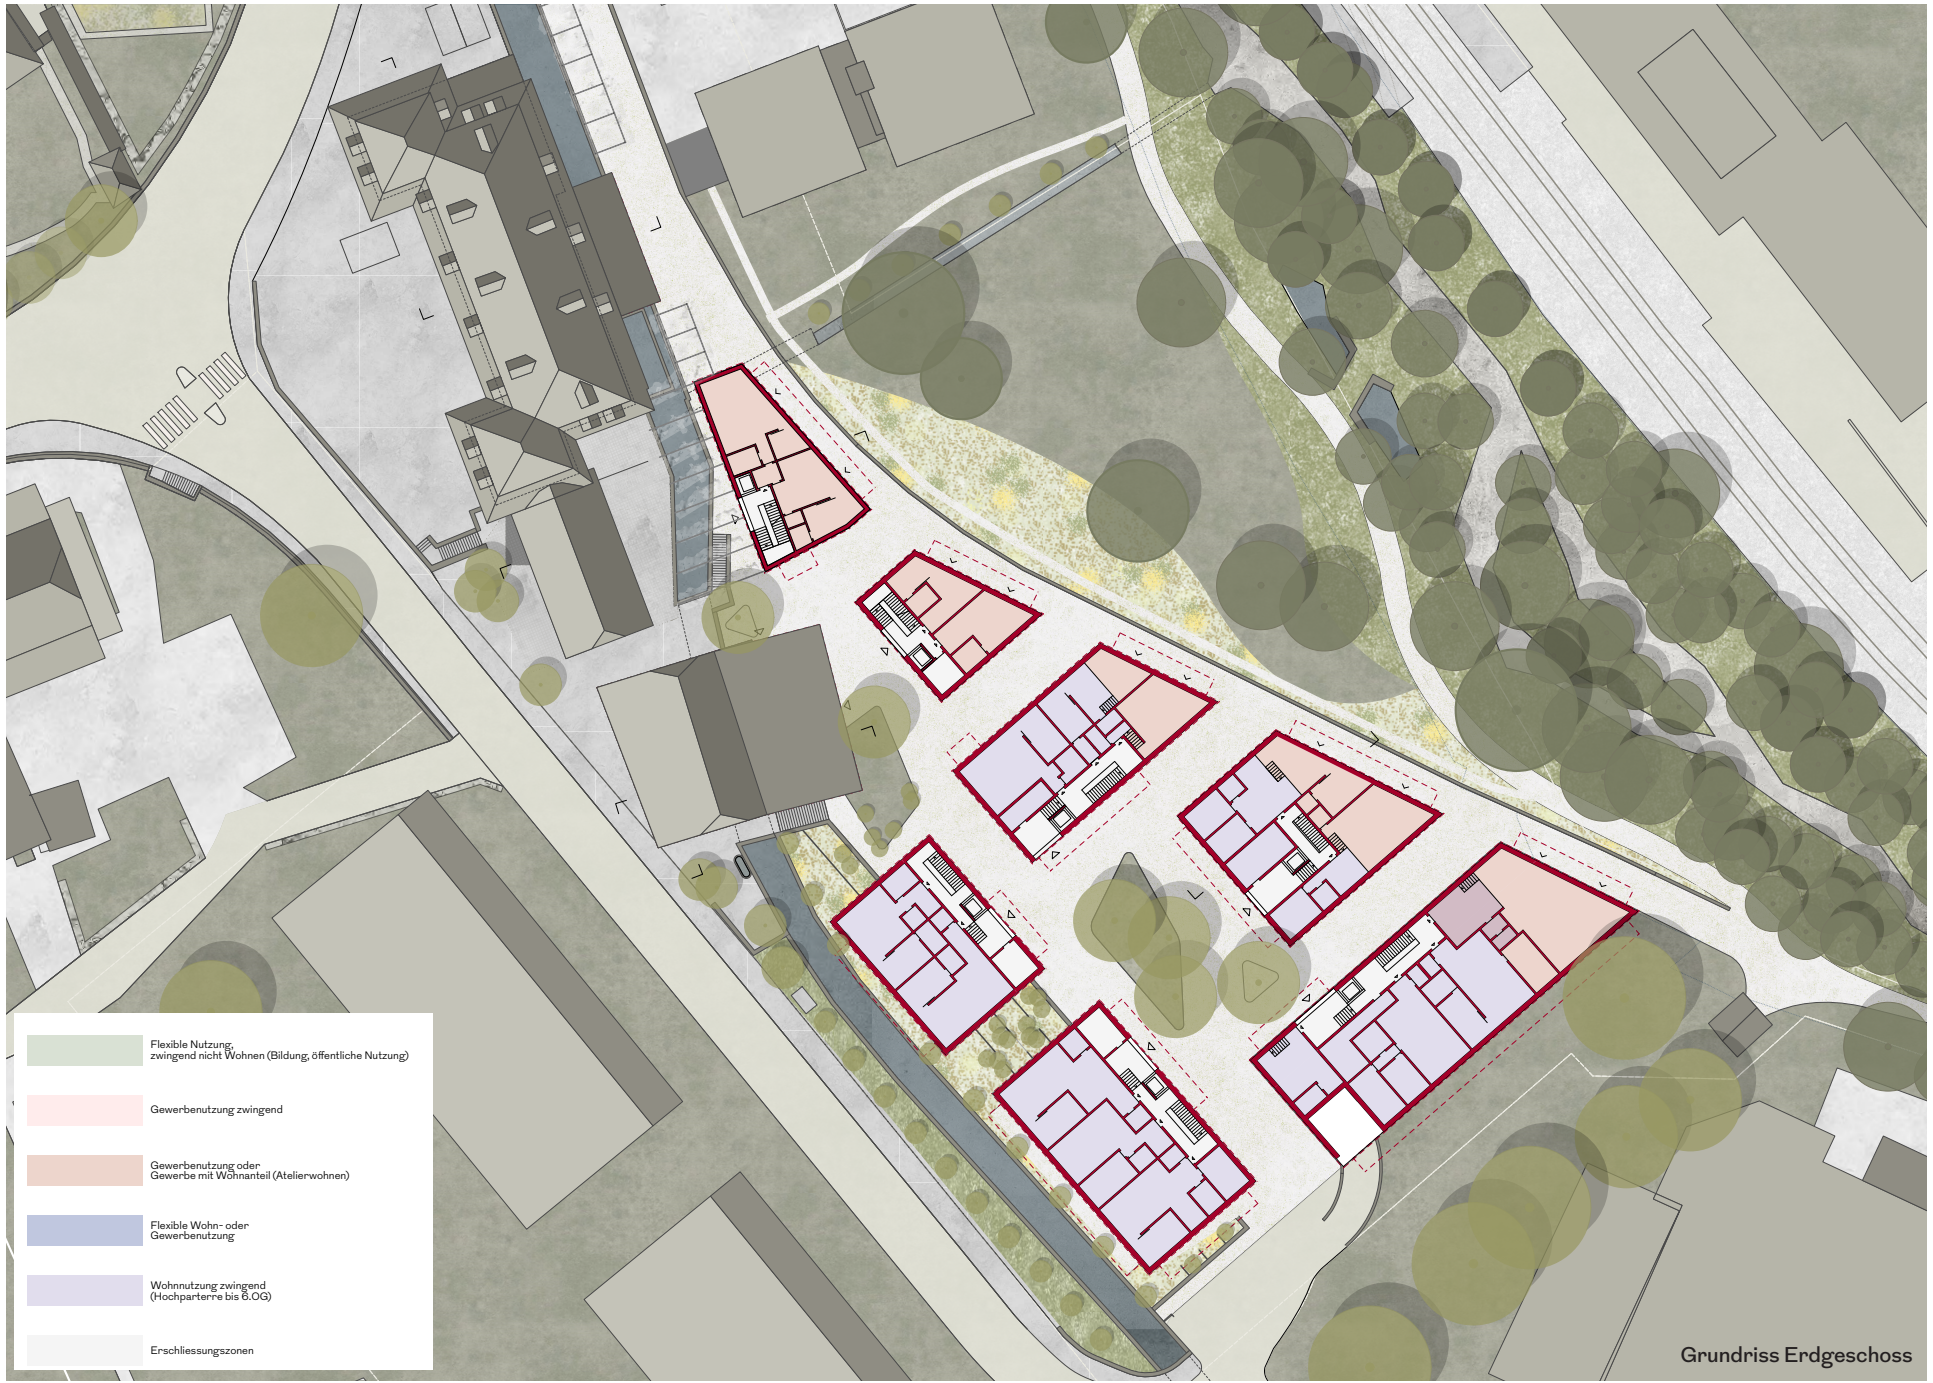 Flexible Nutzung,
zwingend nicht Wohnen (Bildung, öffentliche Nutzung)
Gewerbenutzung zwingend
Gewerbenutzung oder
Gewerbe mit Wohnanteil (Atelierwohnen)
Flexible Wohn- oder
Gewerbenutzung
Wohnnutzung zwingend
(Hochparterre bis 6.OG)
Erschliessungszonen
Grundriss Erdgeschoss